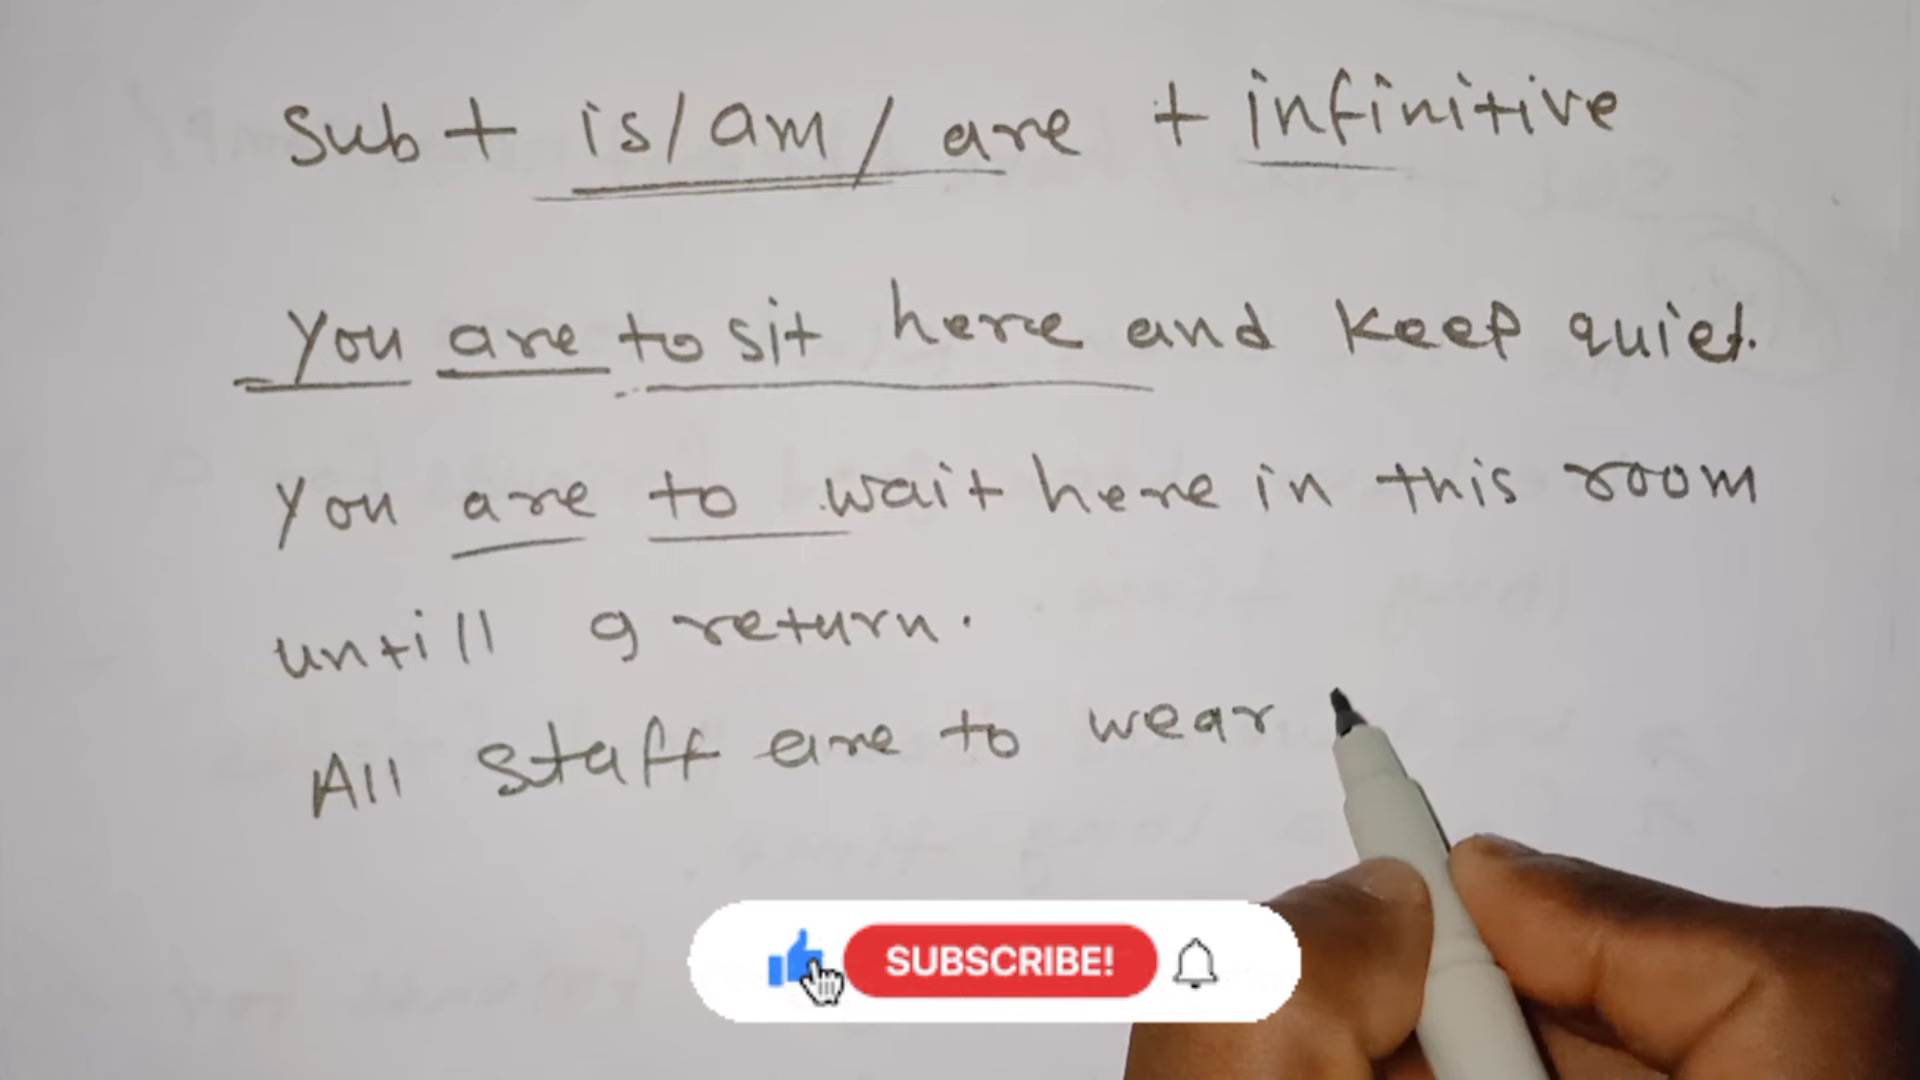 Sub + is/am/are + infinitive
You are to sit here and keep quiet.
You are to wait here in this room
untill I return.
All staff are to wear
SUBSCRIBE!